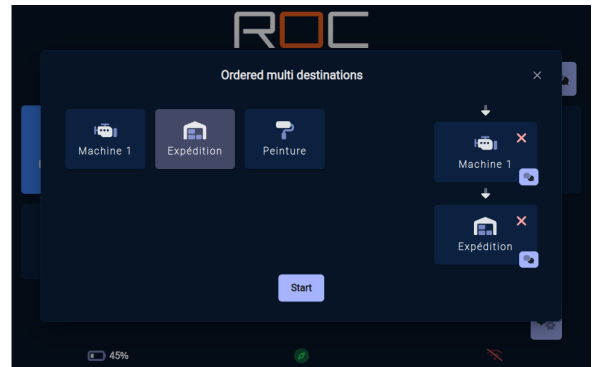 ROC
Ordered multi destinations
Machine 1
Expédition
Peinture
Machine 1
Expédition
Start
45%